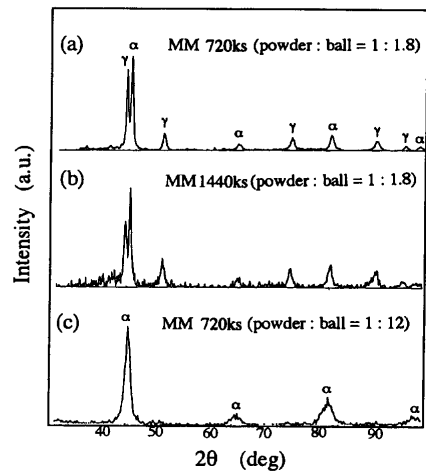 (a) MM 720ks (powder : ball = 1 : 1.8)
γ α γ α γ α γ γ α
(b) MM 1440ks (powder : ball = 1 : 1.8)
(c) MM 720ks (powder : ball = 1 : 12)
α α α α
Intensity (a.u.)
40 50 60 70 80 90
2θ (deg)